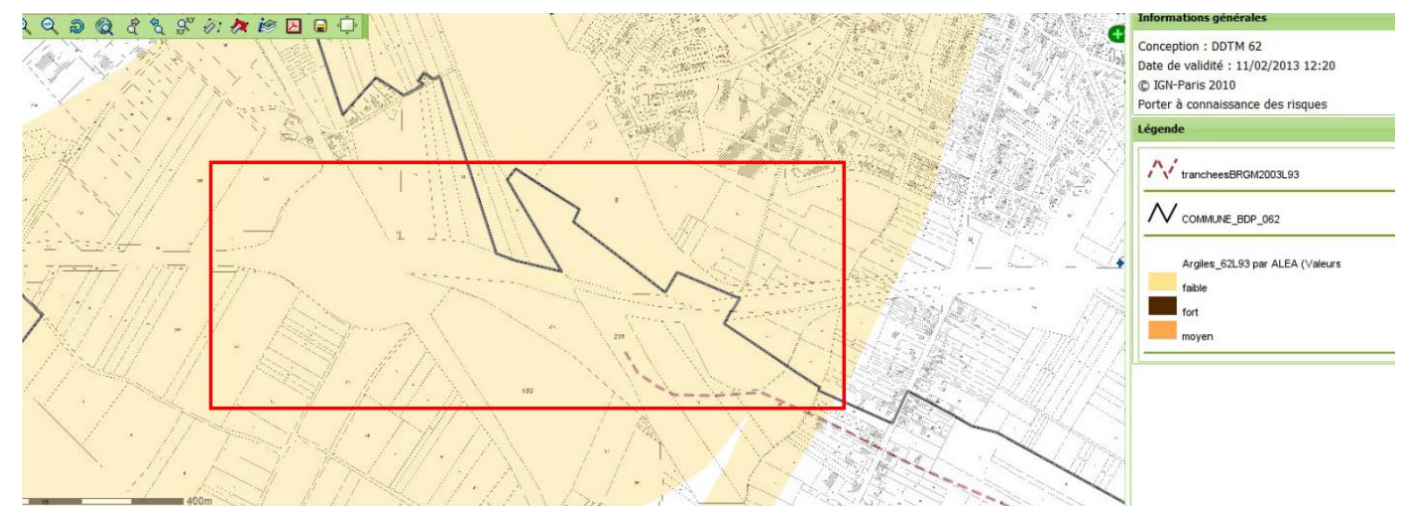 Informations générales
Conception : DDTM 62
Date de validité : 11/02/2013 12:20
© IGN-Paris 2010
Porter à connaissance des risques
Légende
trancheesBRGM2003L93
COMMUNE_BDP_062
Argiles_62L93 par ALEA (Valeurs
faible
fort
moyen
400m